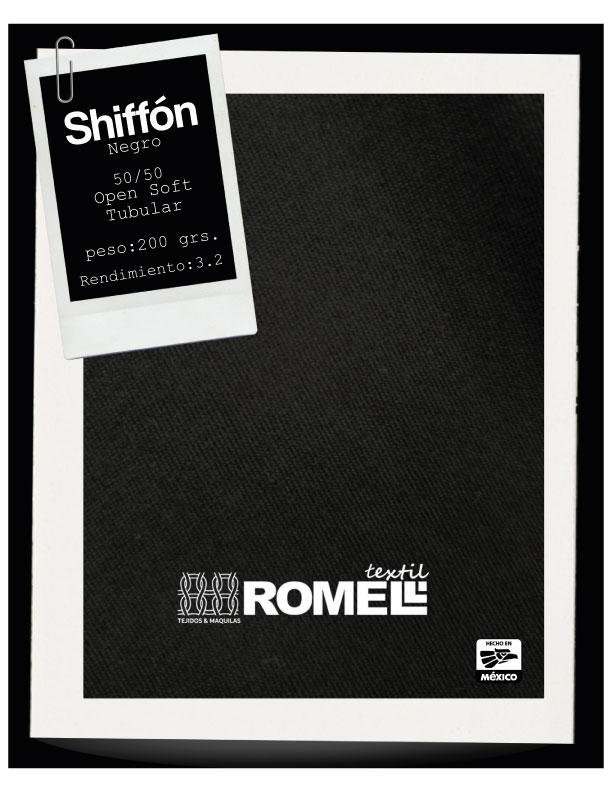 Shiffón
Negro
50/50
Open Soft
Tubular
peso:200 grs.
Rendimiento:3.2
textil
ROMELLI
TEJIDOS & MAQUILAS
HECHO EN
MÉXICO